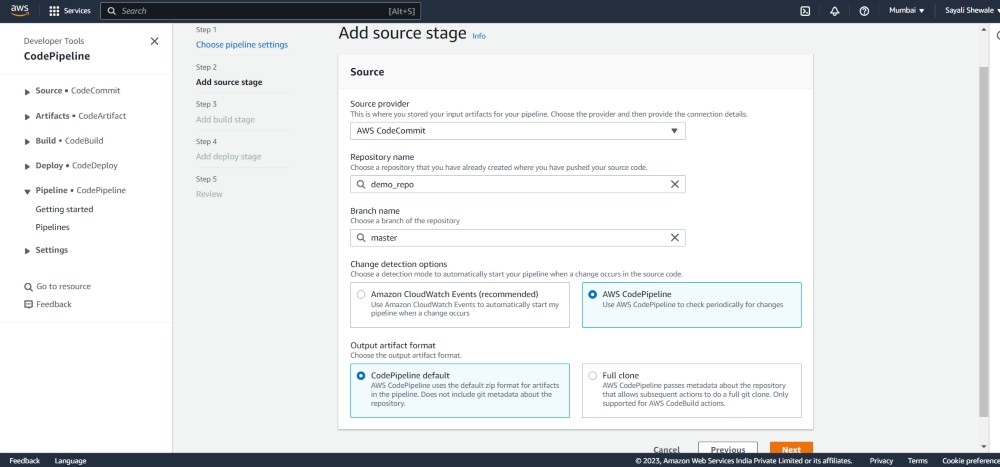 aws
Services
Search
[Alt+S]
Mumbai
Sayali Shewale
Developer Tools
CodePipeline
Source • CodeCommit
Artifacts • CodeArtifact
Build • CodeBuild
Deploy • CodeDeploy
Pipeline • CodePipeline
Getting started
Pipelines
Settings
Go to resource
Feedback
Step 1
Choose pipeline settings
Step 2
Add source stage
Step 3
Add build stage
Step 4
Add deploy stage
Step 5
Review
Add source stage Info
Source
Source provider
This is where you stored your input artifacts for your pipeline. Choose the provider and then provide the connection details.
AWS CodeCommit
Repository name
Choose a repository that you have already created where you have pushed your source code.
demo_repo
Branch name
Choose a branch of the repository
master
Change detection options
Choose a detection mode to automatically start your pipeline when a change occurs in the source code.
Amazon CloudWatch Events (recommended)
Use Amazon CloudWatch Events to automatically start my
pipeline when a change occurs
AWS CodePipeline
Use AWS CodePipeline to check periodically for changes
Output artifact format
Choose the output artifact format.
CodePipeline default
AWS CodePipeline uses the default zip format for artifacts
in the pipeline. Does not include git metadata about the
repository.
Full clone
AWS CodePipeline passes metadata about the repository
that allows subsequent actions to do a full git clone. Only
supported for AWS CodeBuild actions.
Cancel
Previous
Next
Feedback
Language
© 2023, Amazon Web Services India Private Limited or its affiliates.
Privacy
Terms
Cookie preference